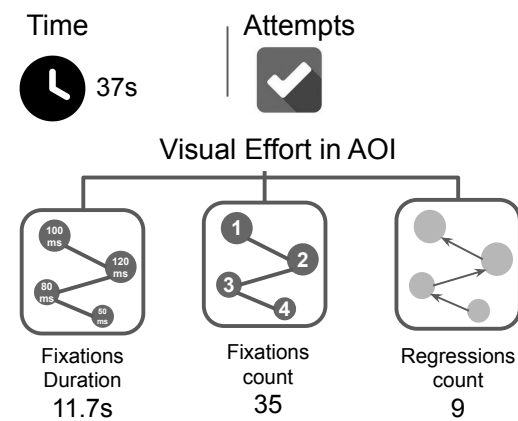 Time
Attempts
37s
Visual Effort in AOI
100
ms
120
ms
80
ms
50
ms
1
2
3
4
Fixations
Duration
11.7s
Fixations
count
35
Regressions
count
9